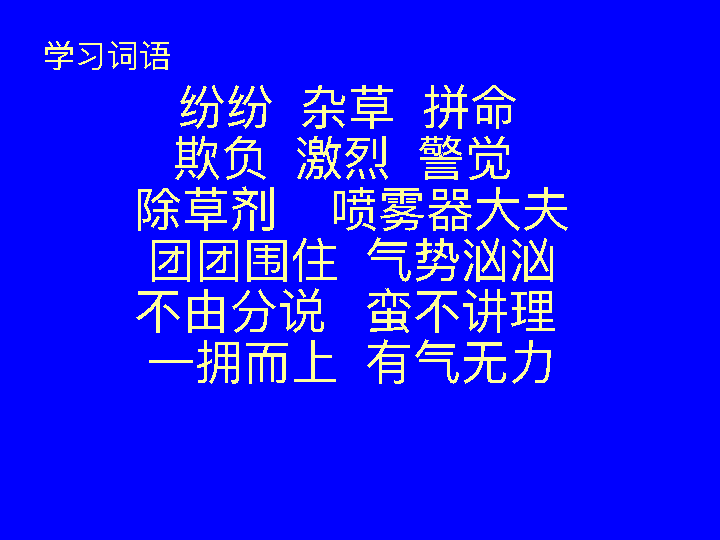 学习词语
纷纷 杂草 拼命
欺负 激烈 警觉
除草剂 喷雾器大夫
团团围住 气势汹汹
不由分说 蛮不讲理
一拥而上 有气无力